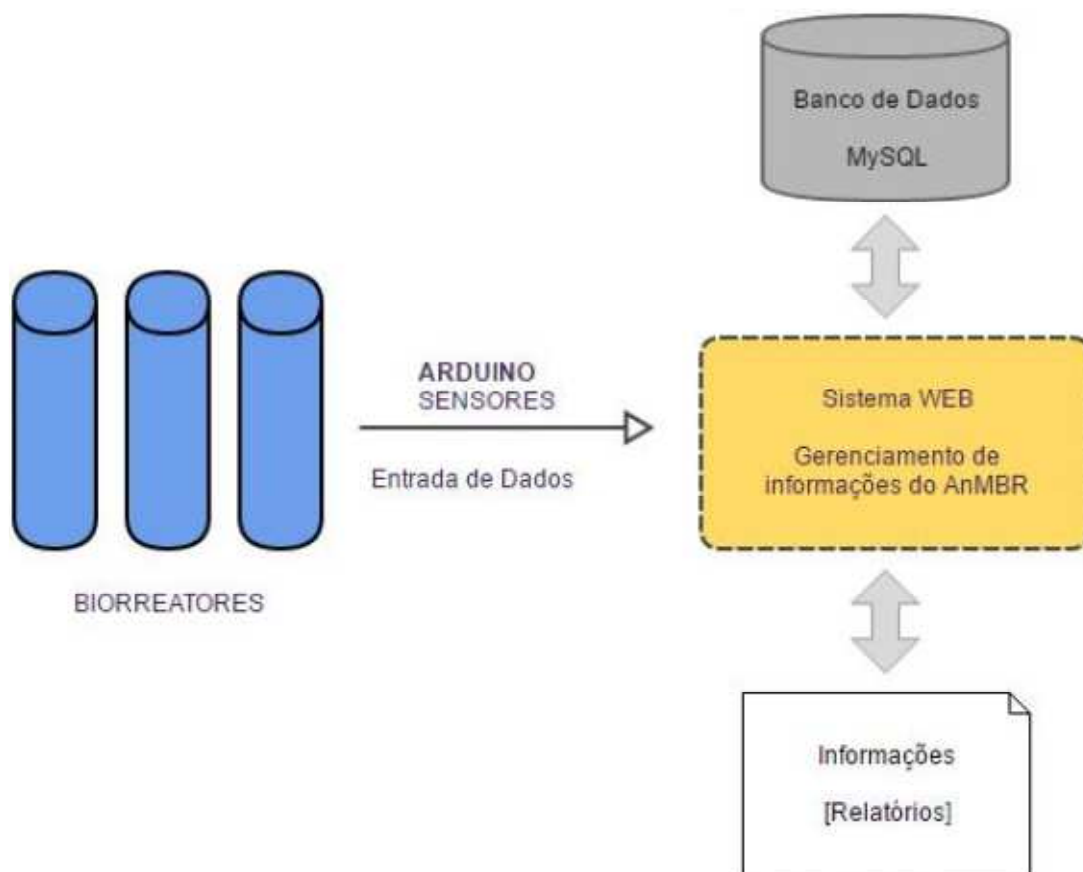 Banco de Dados
MySQL
ARDUINO
SENSORES
Entrada de Dados
Sistema WEB
Gerenciamento de
informações do AnMBR
BIORREATORES
Informações
[Relatórios]